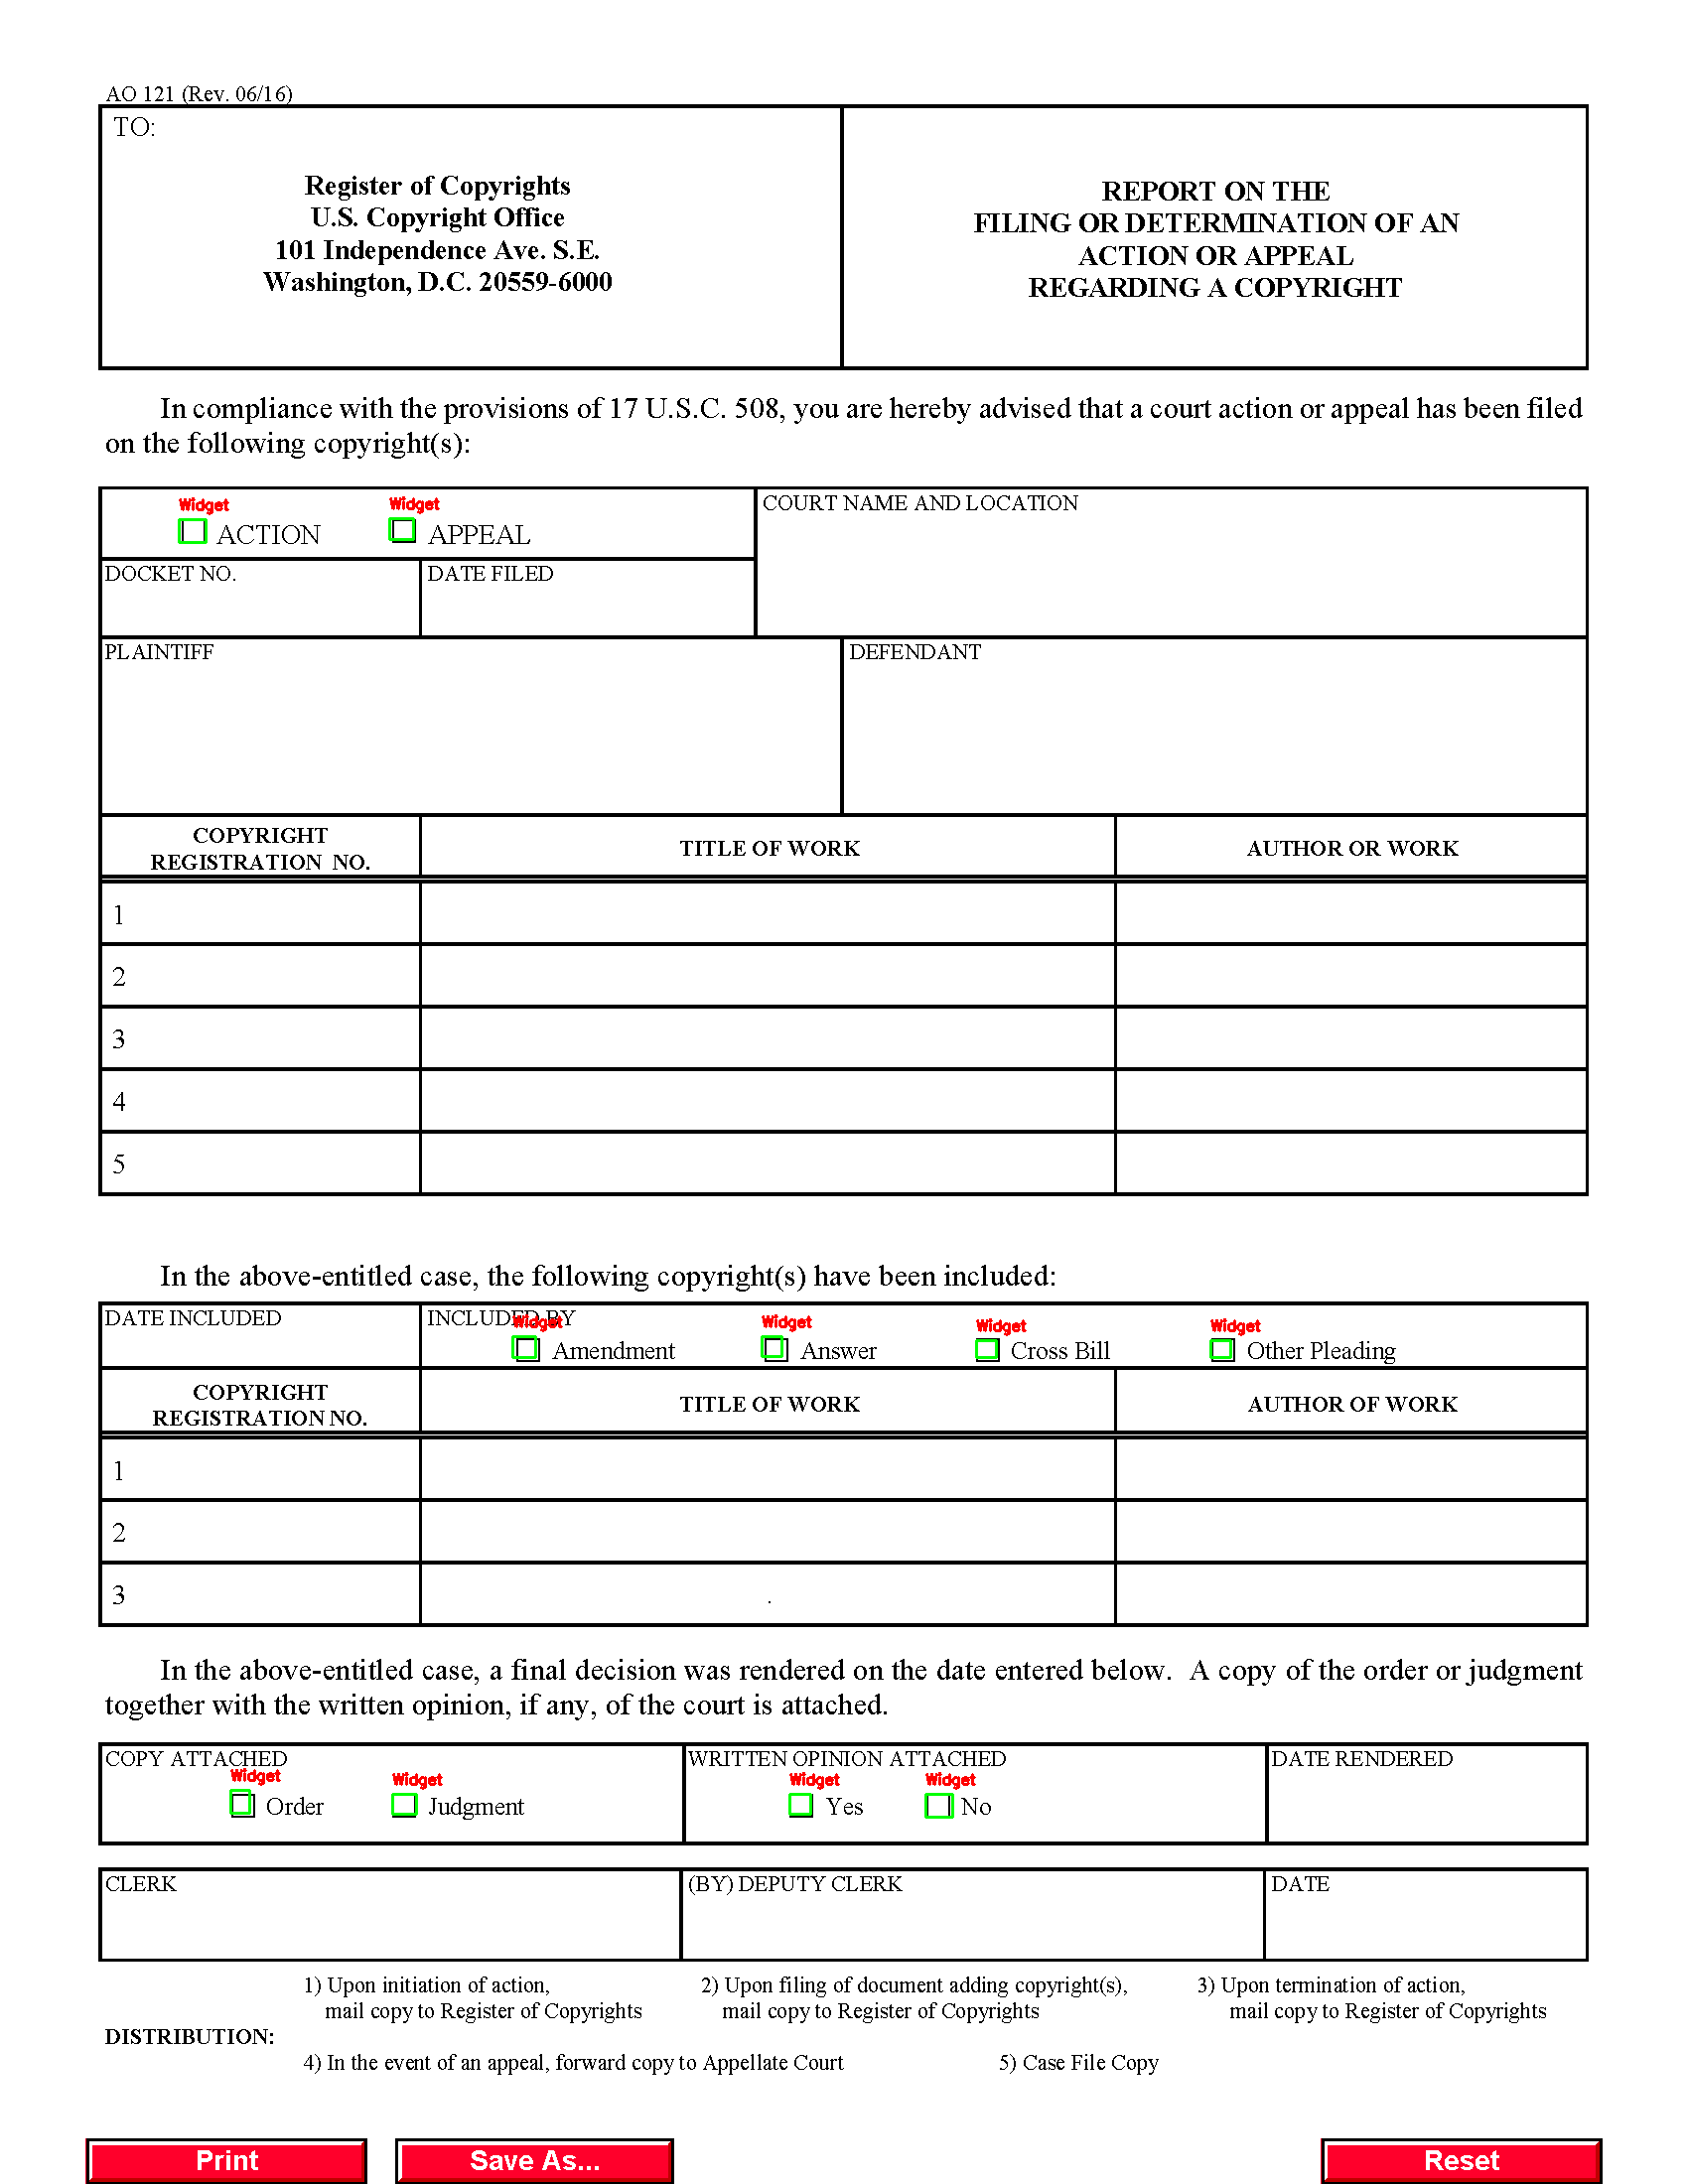 AO 121 (Rev. 06/16)
TO:
Register of Copyrights
U.S. Copyright Office
101 Independence Ave. S.E.
Washington, D.C. 20559-6000
REPORT ON THE
FILING OR DETERMINATION OF AN
ACTION OR APPEAL
REGARDING A COPYRIGHT
In compliance with the provisions of 17 U.S.C. 508, you are hereby advised that a court action or appeal has been filed
on the following copyright(s):
Widget Widget
ACTION APPEAL
COURT NAME AND LOCATION
DOCKET NO. DATE FILED
PLAINTIFF DEFENDANT
COPYRIGHT
REGISTRATION NO. TITLE OF WORK AUTHOR OR WORK
1
2
3
4
5
In the above-entitled case, the following copyright(s) have been included:
DATE INCLUDED INCLUDED BY
Widget Widget Widget Widget
Amendment Answer Cross Bill Other Pleading
COPYRIGHT
REGISTRATION NO. TITLE OF WORK AUTHOR OF WORK
1
2
3 .
In the above-entitled case, a final decision was rendered on the date entered below. A copy of the order or judgment
together with the written opinion, if any, of the court is attached.
COPY ATTACHED WRITTEN OPINION ATTACHED DATE RENDERED
Widget Widget Widget Widget
Order Judgment Yes No
CLERK (BY) DEPUTY CLERK DATE
1) Upon initiation of action,
mail copy to Register of Copyrights
2) Upon filing of document adding copyright(s),
mail copy to Register of Copyrights
3) Upon termination of action,
mail copy to Register of Copyrights
DISTRIBUTION:
4) In the event of an appeal, forward copy to Appellate Court 5) Case File Copy
Print Save As... Reset